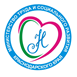 МИНИСТЕРСТВО ТРУДА И СОЦИАЛЬНОГО РАЗВИТИЯ
КРАСНОДАРСКОГО КРАЯ